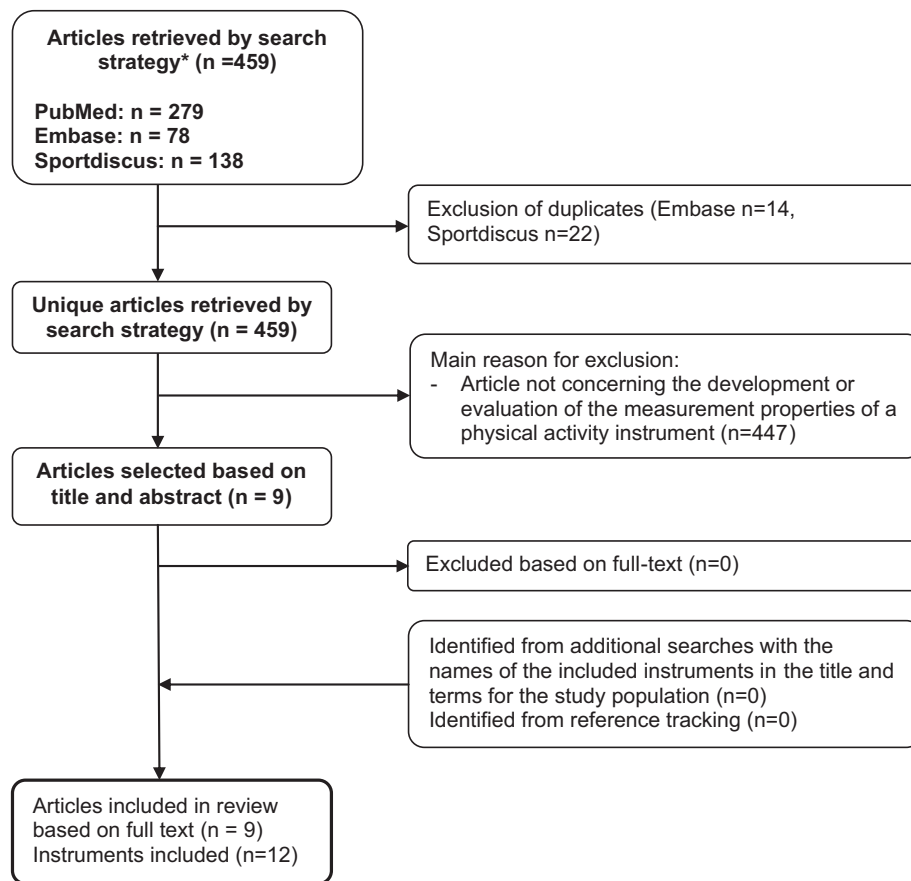 Articles retrieved by search
strategy* (n =459)
PubMed: n = 279
Embase: n = 78
Sportdiscus: n = 138
Exclusion of duplicates (Embase n=14,
Sportdiscus n=22)
Unique articles retrieved by
search strategy (n = 459)
Main reason for exclusion:
- Article not concerning the development or
evaluation of the measurement properties of a
physical activity instrument (n=447)
Articles selected based on
title and abstract (n = 9)
Excluded based on full-text (n=0)
Identified from additional searches with the
names of the included instruments in the title and
terms for the study population (n=0)
Identified from reference tracking (n=0)
Articles included in review
based on full text (n = 9)
Instruments included (n=12)